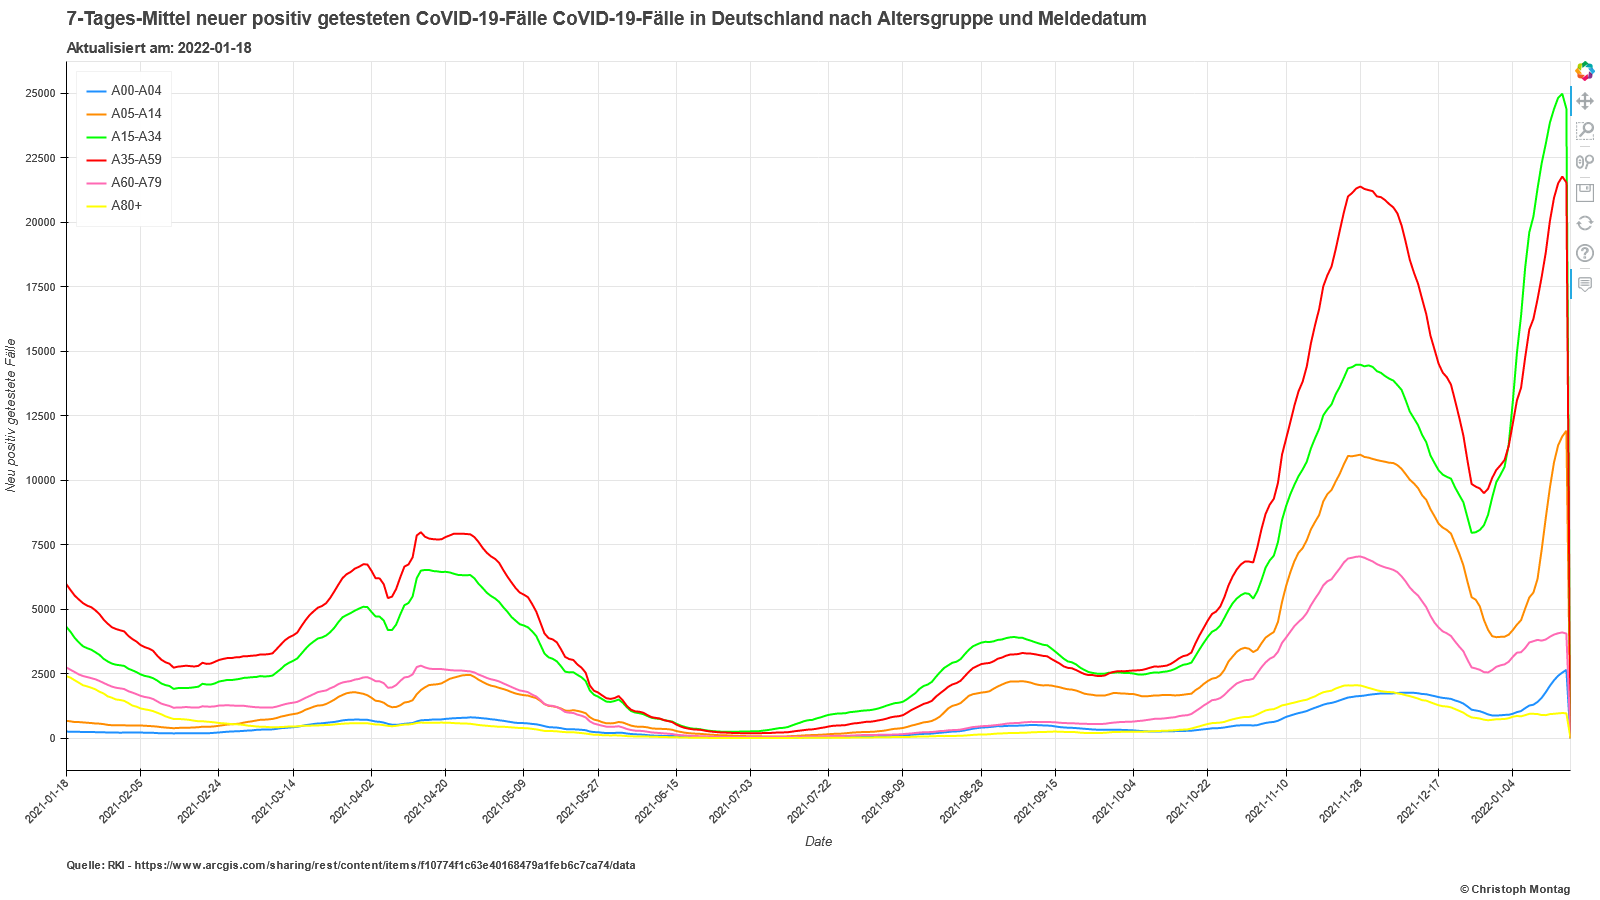 7-Tages-Mittel neuer positiv getesteten CoVID-19-Fälle CoVID-19-Fälle in Deutschland nach Altersgruppe und Meldedatum
Aktualisiert am: 2022-01-18
A00-A04
A05-A14
A15-A34
A35-A59
A60-A79
A80+
Neu positiv getestete Fälle
25000
22500
20000
17500
15000
12500
10000
7500
5000
2500
0
2021-01-18
2021-02-05
2021-02-24
2021-03-14
2021-04-02
2021-04-20
2021-05-09
2021-05-27
2021-06-15
2021-07-03
2021-07-22
2021-08-09
2021-08-28
2021-09-15
2021-10-04
2021-10-22
2021-11-10
2021-11-28
2021-12-17
2022-01-04
Date
Quelle: RKI - https://www.arcgis.com/sharing/rest/content/items/f10774f1c63e40168479a1feb6c7ca74/data
© Christoph Montag